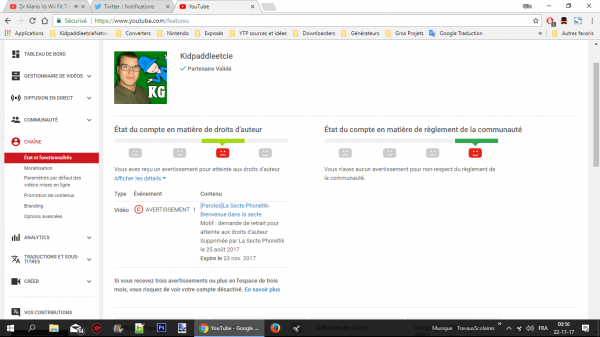 Dr Mario Vs Wii Fit T
Twitter / Notifications
YouTube
Sécurisé
https://www.youtube.com/features
Applications
KidpaddleetcieNetw
Converters
Nintendo
Exposés
YTP sources et idées
Downloarders
Générateurs
Gros Projets
Google Traduction
Autres favoris
TABLEAU DE BORD
GESTIONNAIRE DE VIDÉOS
DIFFUSION EN DIRECT
COMMUNAUTÉ
CHAÎNE
État et fonctionnalités
Monétisation
Paramètres par défaut des
vidéos mises en ligne
Promotion de contenus
Branding
Options avancées
ANALYTICS
TRADUCTIONS ET SOUS-
TITRES
CRÉER
VOS CONTRIBUTIONS
KG
Kidpaddleetcie
Partenaire Validé
État du compte en matière de droits d'auteur
Vous avez reçu un avertissement pour atteinte aux droits d'auteur.
Afficher les détails
Type Événement Contenu
Vidéo © AVERTISSEMENT 1 [Paroles]La Secte Phonétik-
Bienvenue dans la secte
Motif : demande de retrait pour
atteinte aux droits d'auteur
Supprimée par La Secte Phonétik
le 25 août 2017
Expire le 23 nov. 2017
Si vous recevez trois avertissements ou plus en l'espace de trois
mois, vous risquez de voir votre compte désactivé. En savoir plus
État du compte en matière de règlement de la communauté
Vous n'avez aucun avertissement pour non-respect du règlement de
la communauté.
YouTube - Google ...
Musique
TravauxScolaires
FRA
00:56
22-11-17